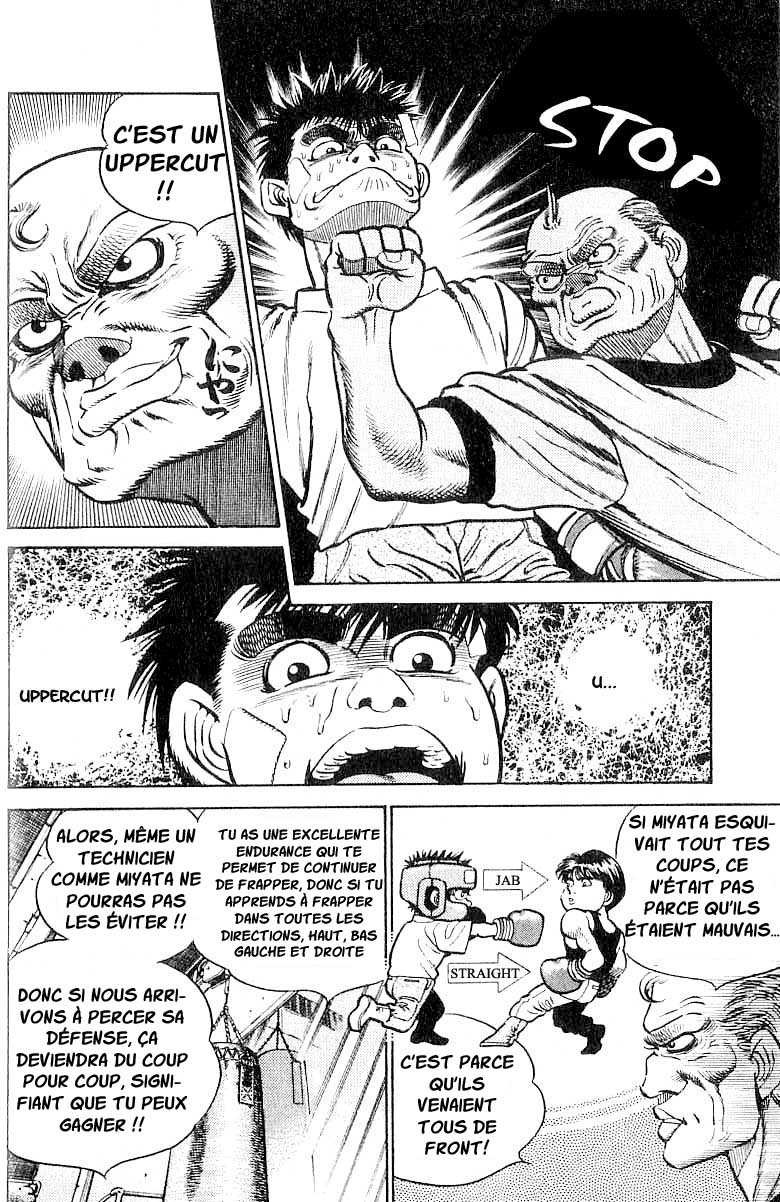 STOP
C'EST UN
UPPERCUT
!!
にやっ
U...
UPPERCUT!!
SI MIYATA ESQUI-
VAIT TOUT TES
COUPS, CE
N'ÉTAIT PAS
PARCE QU'ILS
ÉTAIENT MAUVAIS...
JAB
STRAIGHT
C'EST PARCE
QU'ILS
VENAIENT
TOUS DE
FRONT!
TU AS UNE EXCELLENTE
ENDURANCE QUI TE
PERMET DE CONTINUER
DE FRAPPER, DONC SI TU
APPRENDS À FRAPPER
DANS TOUTES LES
DIRECTIONS, HAUT, BAS
GAUCHE ET DROITE
ALORS, MÊME UN
TECHNICIEN
COMME MIYATA NE
POURRAS PAS
LES ÉVITER !!
DONC SI NOUS ARRI-
VONS À PERCER SA
DÉFENSE, ÇA
DEVIENDRA DU COUP
POUR COUP, SIGNI-
FIANT QUE TU PEUX
GAGNER !!